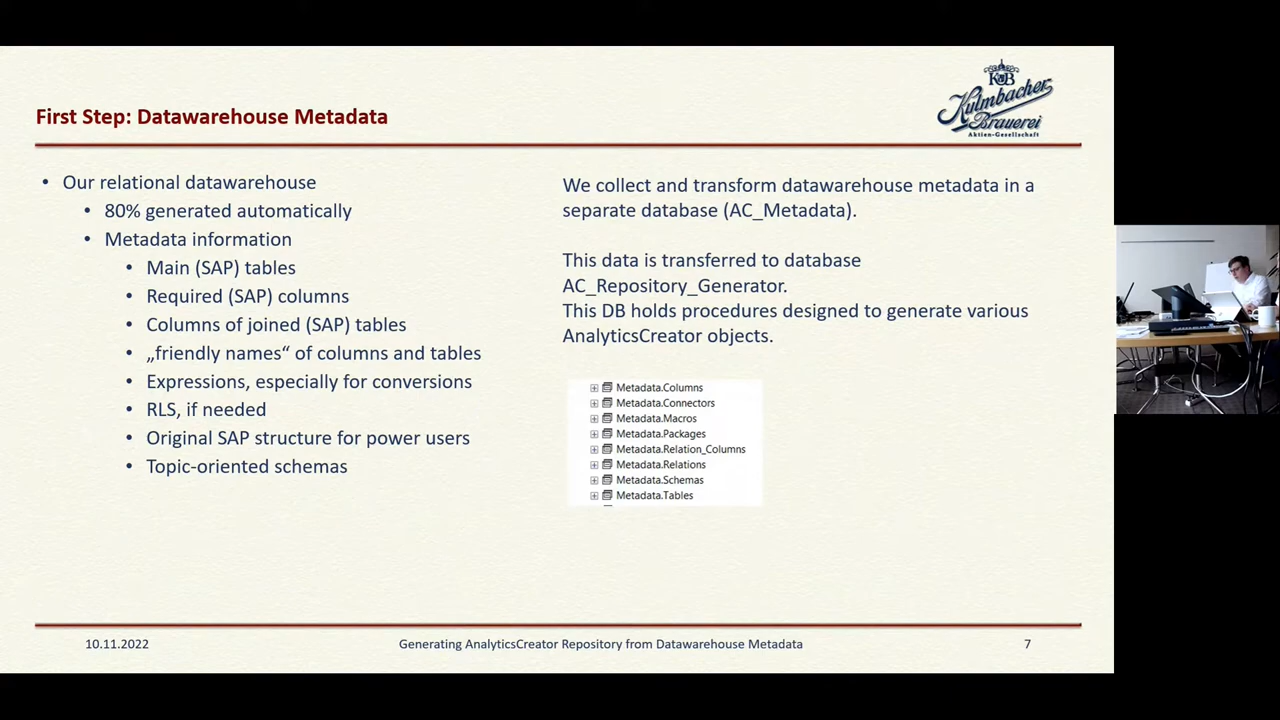 First Step: Datawarehouse Metadata
KB
Kulmbacher
Brauerei
Aktien-Gesellschaft
• Our relational datawarehouse
• 80% generated automatically
• Metadata information
• Main (SAP) tables
• Required (SAP) columns
• Columns of joined (SAP) tables
• „friendly names“ of columns and tables
• Expressions, especially for conversions
• RLS, if needed
• Original SAP structure for power users
• Topic-oriented schemas
We collect and transform datawarehouse metadata in a
separate database (AC_Metadata).
This data is transferred to database
AC_Repository_Generator.
This DB holds procedures designed to generate various
AnalyticsCreator objects.
Metadata.Columns
Metadata.Connectors
Metadata.Macros
Metadata.Packages
Metadata.Relation_Columns
Metadata.Relations
Metadata.Schemas
Metadata.Tables
10.11.2022
Generating AnalyticsCreator Repository from Datawarehouse Metadata
7